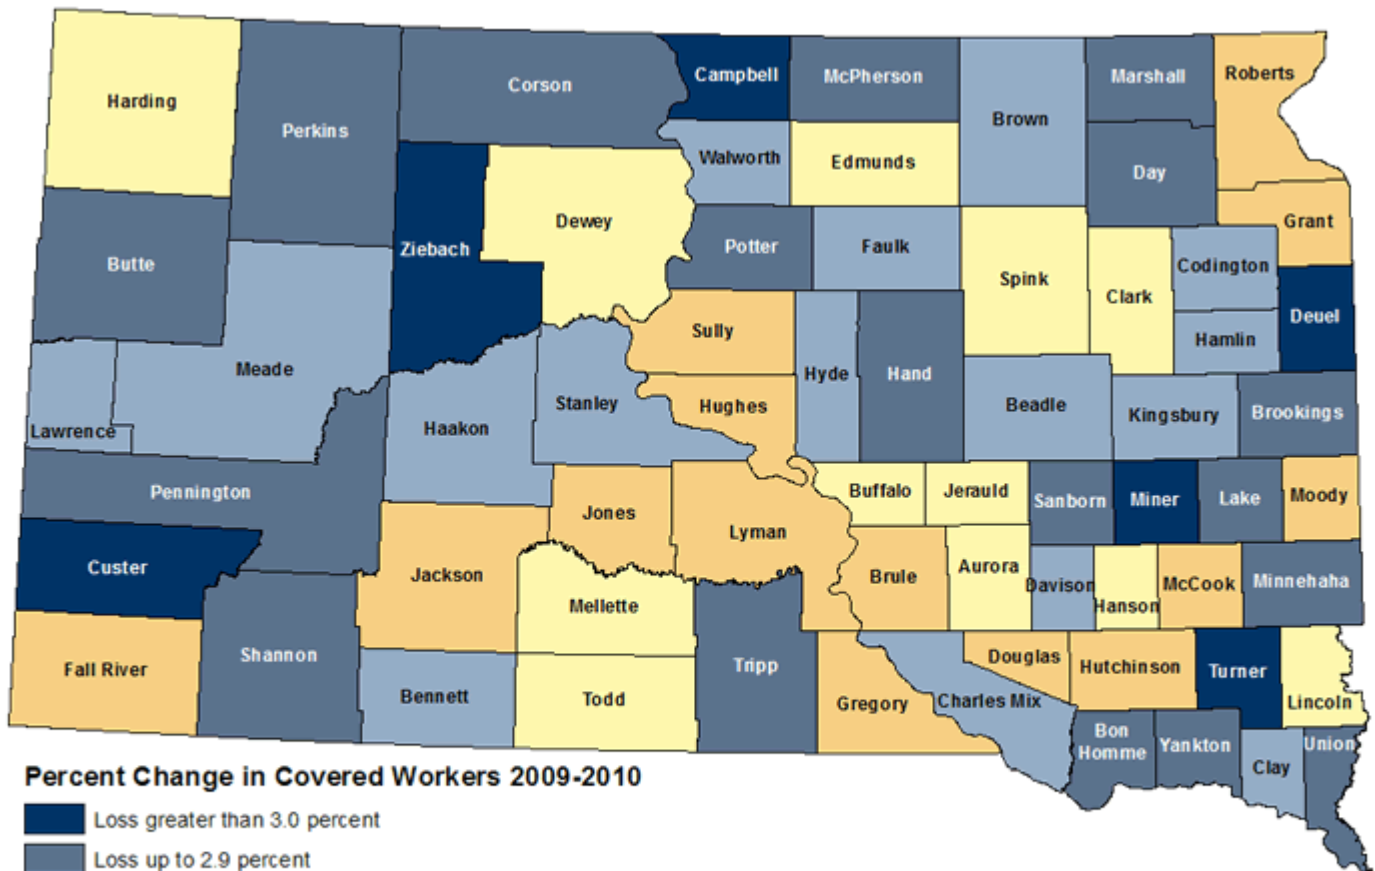 Harding
Perkins
Corson
Campbell
McPherson
Brown
Marshall
Roberts
Walworth
Edmunds
Day
Dewey
Grant
Butte
Ziebach
Potter
Faulk
Spink
Clark
Codington
Deuel
Sully
Hamlin
Meade
Hyde
Hand
Stanley
Hughes
Beadle
Kingsbury
Brookings
Lawrence
Haakon
Pennington
Jones
Lyman
Buffalo
Jerauld
Sanborn
Miner
Lake
Moody
Custer
Jackson
Mellette
Brule
Aurora
Davison
Hanson
McCook
Minnehaha
Fall River
Shannon
Bennett
Todd
Tripp
Gregory
Charles Mix
Douglas
Hutchinson
Turner
Lincoln
Bon
Homme
Yankton
Clay
Union
Percent Change in Covered Workers 2009-2010
Loss greater than 3.0 percent
Loss up to 2.9 percent